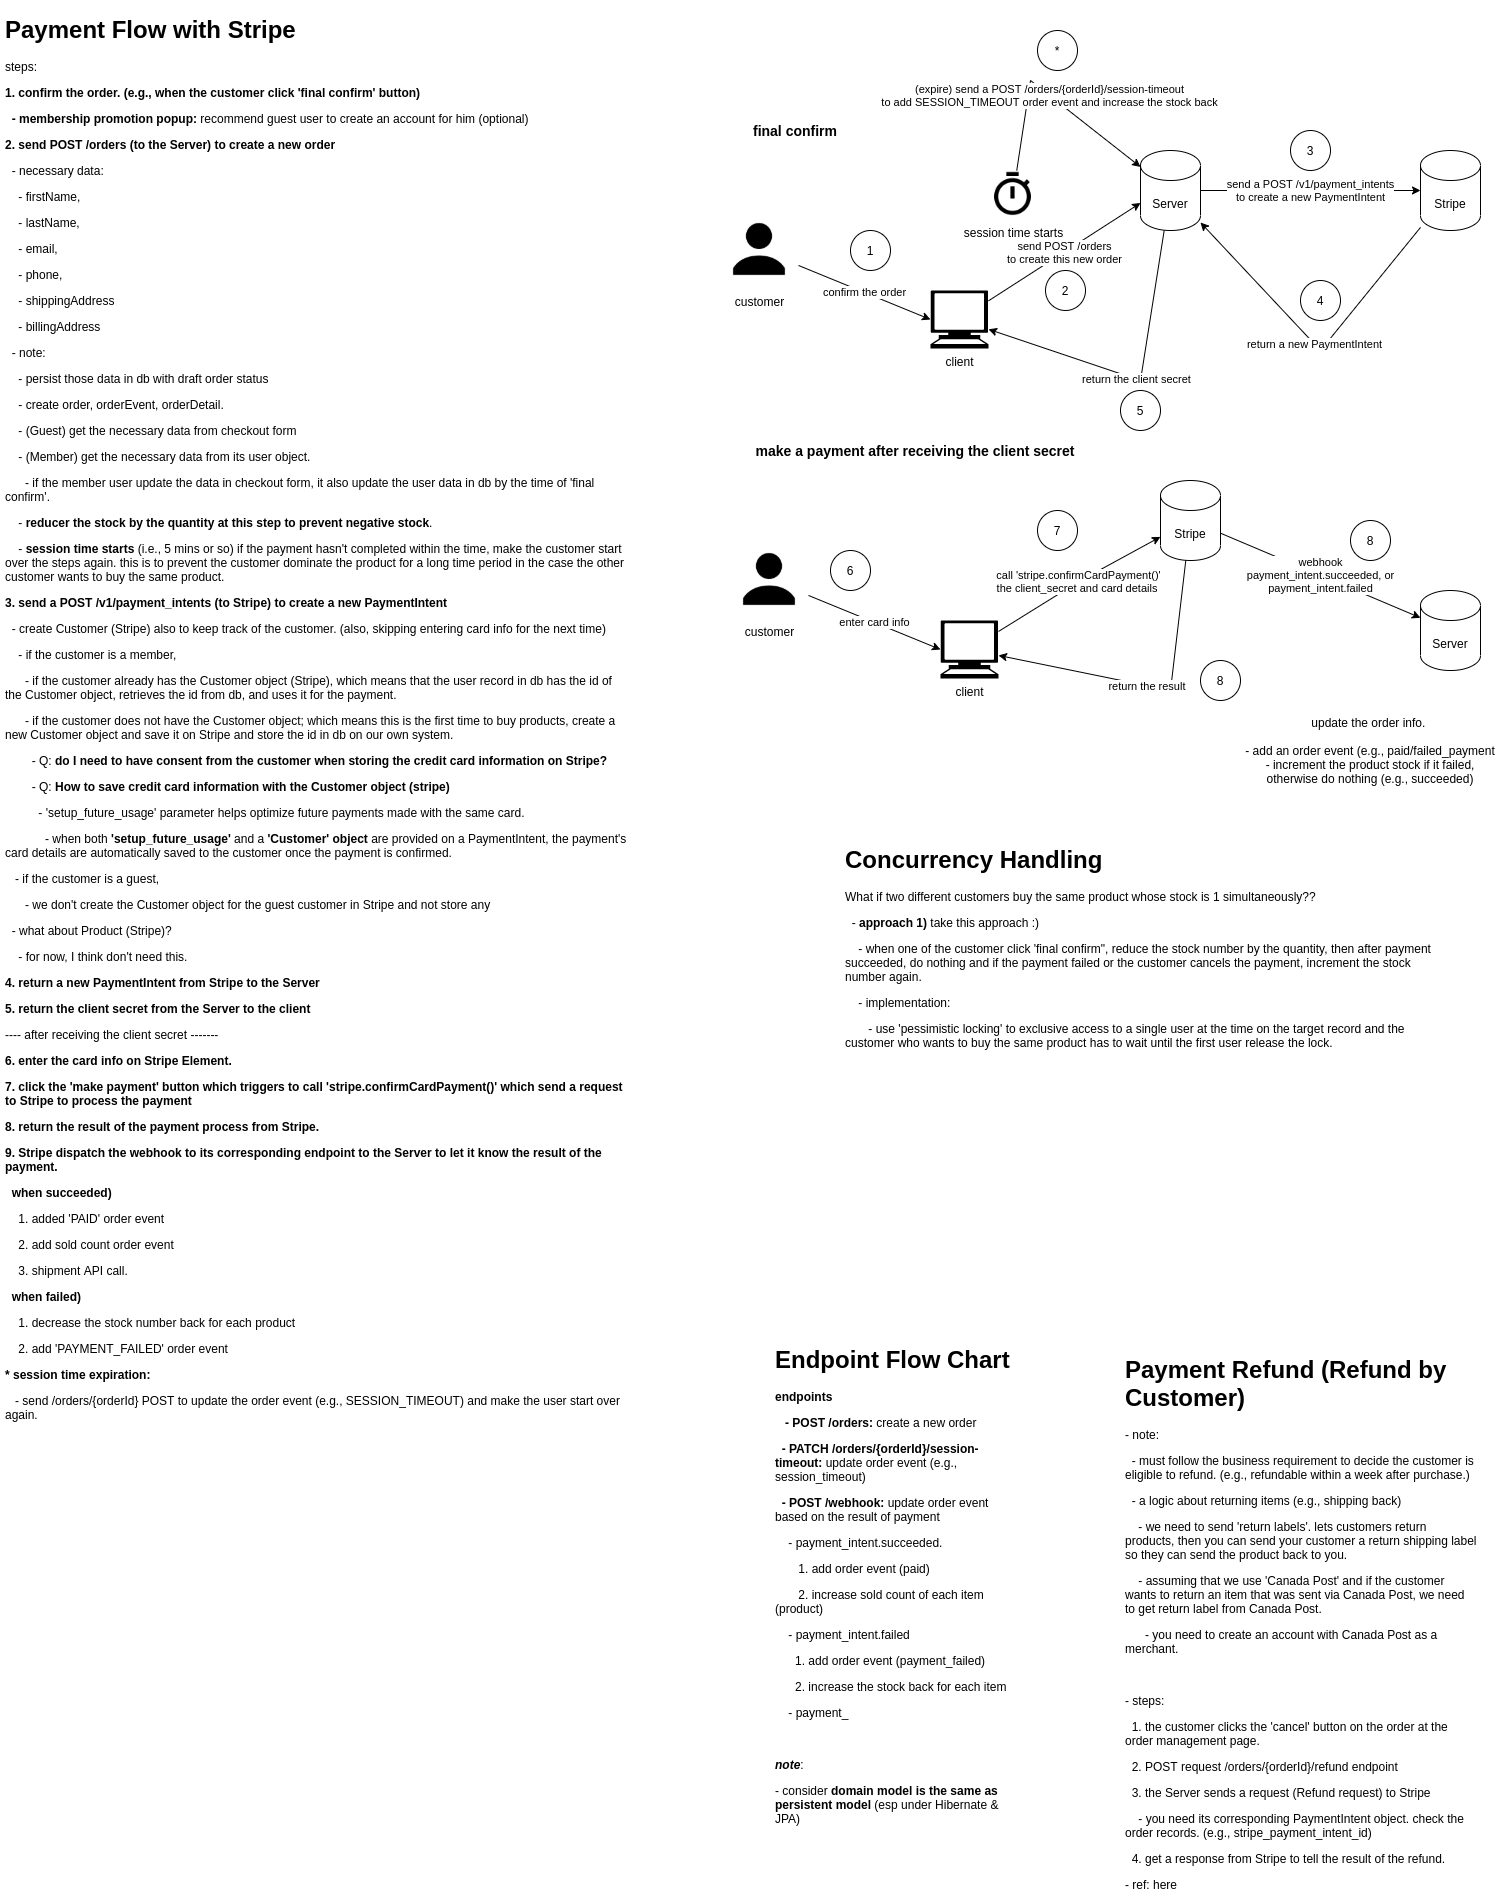 Payment Flow with Stripe
steps:
1. confirm the order. (e.g., when the customer click 'final confirm' button)
- membership promotion popup: recommend guest user to create an account for him (optional)
2. send POST /orders (to the Server) to create a new order
- necessary data:
- firstName,
- lastName,
- email,
- phone,
- shippingAddress
- billingAddress
- note:
- persist those data in db with draft order status
- create order, orderEvent, orderDetail.
- (Guest) get the necessary data from checkout form
- (Member) get the necessary data from its user object.
- if the member user update the data in checkout form, it also update the user data in db by the time of 'final
confirm'.
- reducer the stock by the quantity at this step to prevent negative stock.
- session time starts (i.e., 5 mins or so) if the payment hasn't completed within the time, make the customer start
over the steps again. this is to prevent the customer dominate the product for a long time period in the case the other
customer wants to buy the same product.
3. send a POST /v1/payment_intents (to Stripe) to create a new PaymentIntent
- create Customer (Stripe) also to keep track of the customer. (also, skipping entering card info for the next time)
- if the customer is a member,
- if the customer already has the Customer object (Stripe), which means that the user record in db has the id of
the Customer object, retrieves the id from db, and uses it for the payment.
- if the customer does not have the Customer object; which means this is the first time to buy products, create a
new Customer object and save it on Stripe and store the id in db on our own system.
- Q: do I need to have consent from the customer when storing the credit card information on Stripe?
- Q: How to save credit card information with the Customer object (stripe)
- 'setup_future_usage' parameter helps optimize future payments made with the same card.
- when both 'setup_future_usage' and a 'Customer' object are provided on a PaymentIntent, the payment's
card details are automatically saved to the customer once the payment is confirmed.
- if the customer is a guest,
- we don't create the Customer object for the guest customer in Stripe and not store any
- what about Product (Stripe)?
- for now, I think don't need this.
4. return a new PaymentIntent from Stripe to the Server
5. return the client secret from the Server to the client
---- after receiving the client secret -------
6. enter the card info on Stripe Element.
7. click the 'make payment' button which triggers to call 'stripe.confirmCardPayment()' which send a request
to Stripe to process the payment
8. return the result of the payment process from Stripe.
9. Stripe dispatch the webhook to its corresponding endpoint to the Server to let it know the result of the
payment.
when succeeded)
1. added 'PAID' order event
2. add sold count order event
3. shipment API call.
when failed)
1. decrease the stock number back for each product
2. add 'PAYMENT_FAILED' order event
* session time expiration:
- send /orders/{orderId} POST to update the order event (e.g., SESSION_TIMEOUT) and make the user start over
again.
*
(expire) send a POST /orders/{orderId}/session-timeout
to add SESSION_TIMEOUT order event and increase the stock back
final confirm
3
send a POST /v1/payment_intents
to create a new PaymentIntent
Server
Stripe
session time starts
send POST /orders
to create this new order
1
2
4
customer
confirm the order
client
return a new PaymentIntent
return the client secret
5
make a payment after receiving the client secret
7
Stripe
8
6
webhook
payment_intent.succeeded, or
payment_intent.failed
call 'stripe.confirmCardPayment()'
the client_secret and card details
customer
enter card info
Server
client
return the result
8
update the order info.
- add an order event (e.g., paid/failed_payment
- increment the product stock if it failed,
otherwise do nothing (e.g., succeeded)
Concurrency Handling
What if two different customers buy the same product whose stock is 1 simultaneously??
- approach 1) take this approach :)
- when one of the customer click 'final confirm", reduce the stock number by the quantity, then after payment
succeeded, do nothing and if the payment failed or the customer cancels the payment, increment the stock
number again.
- implementation:
- use 'pessimistic locking' to exclusive access to a single user at the time on the target record and the
customer who wants to buy the same product has to wait until the first user release the lock.
Endpoint Flow Chart
endpoints
- POST /orders: create a new order
- PATCH /orders/{orderId}/session-
timeout: update order event (e.g.,
session_timeout)
- POST /webhook: update order event
based on the result of payment
- payment_intent.succeeded.
1. add order event (paid)
2. increase sold count of each item
(product)
- payment_intent.failed
1. add order event (payment_failed)
2. increase the stock back for each item
- payment_
note:
- consider domain model is the same as
persistent model (esp under Hibernate &
JPA)
Payment Refund (Refund by
Customer)
- note:
- must follow the business requirement to decide the customer is
eligible to refund. (e.g., refundable within a week after purchase.)
- a logic about returning items (e.g., shipping back)
- we need to send 'return labels'. lets customers return
products, then you can send your customer a return shipping label
so they can send the product back to you.
- assuming that we use 'Canada Post' and if the customer
wants to return an item that was sent via Canada Post, we need
to get return label from Canada Post.
- you need to create an account with Canada Post as a
merchant.
- steps:
1. the customer clicks the 'cancel' button on the order at the
order management page.
2. POST request /orders/{orderId}/refund endpoint
3. the Server sends a request (Refund request) to Stripe
- you need its corresponding PaymentIntent object. check the
order records. (e.g., stripe_payment_intent_id)
4. get a response from Stripe to tell the result of the refund.
- ref: here